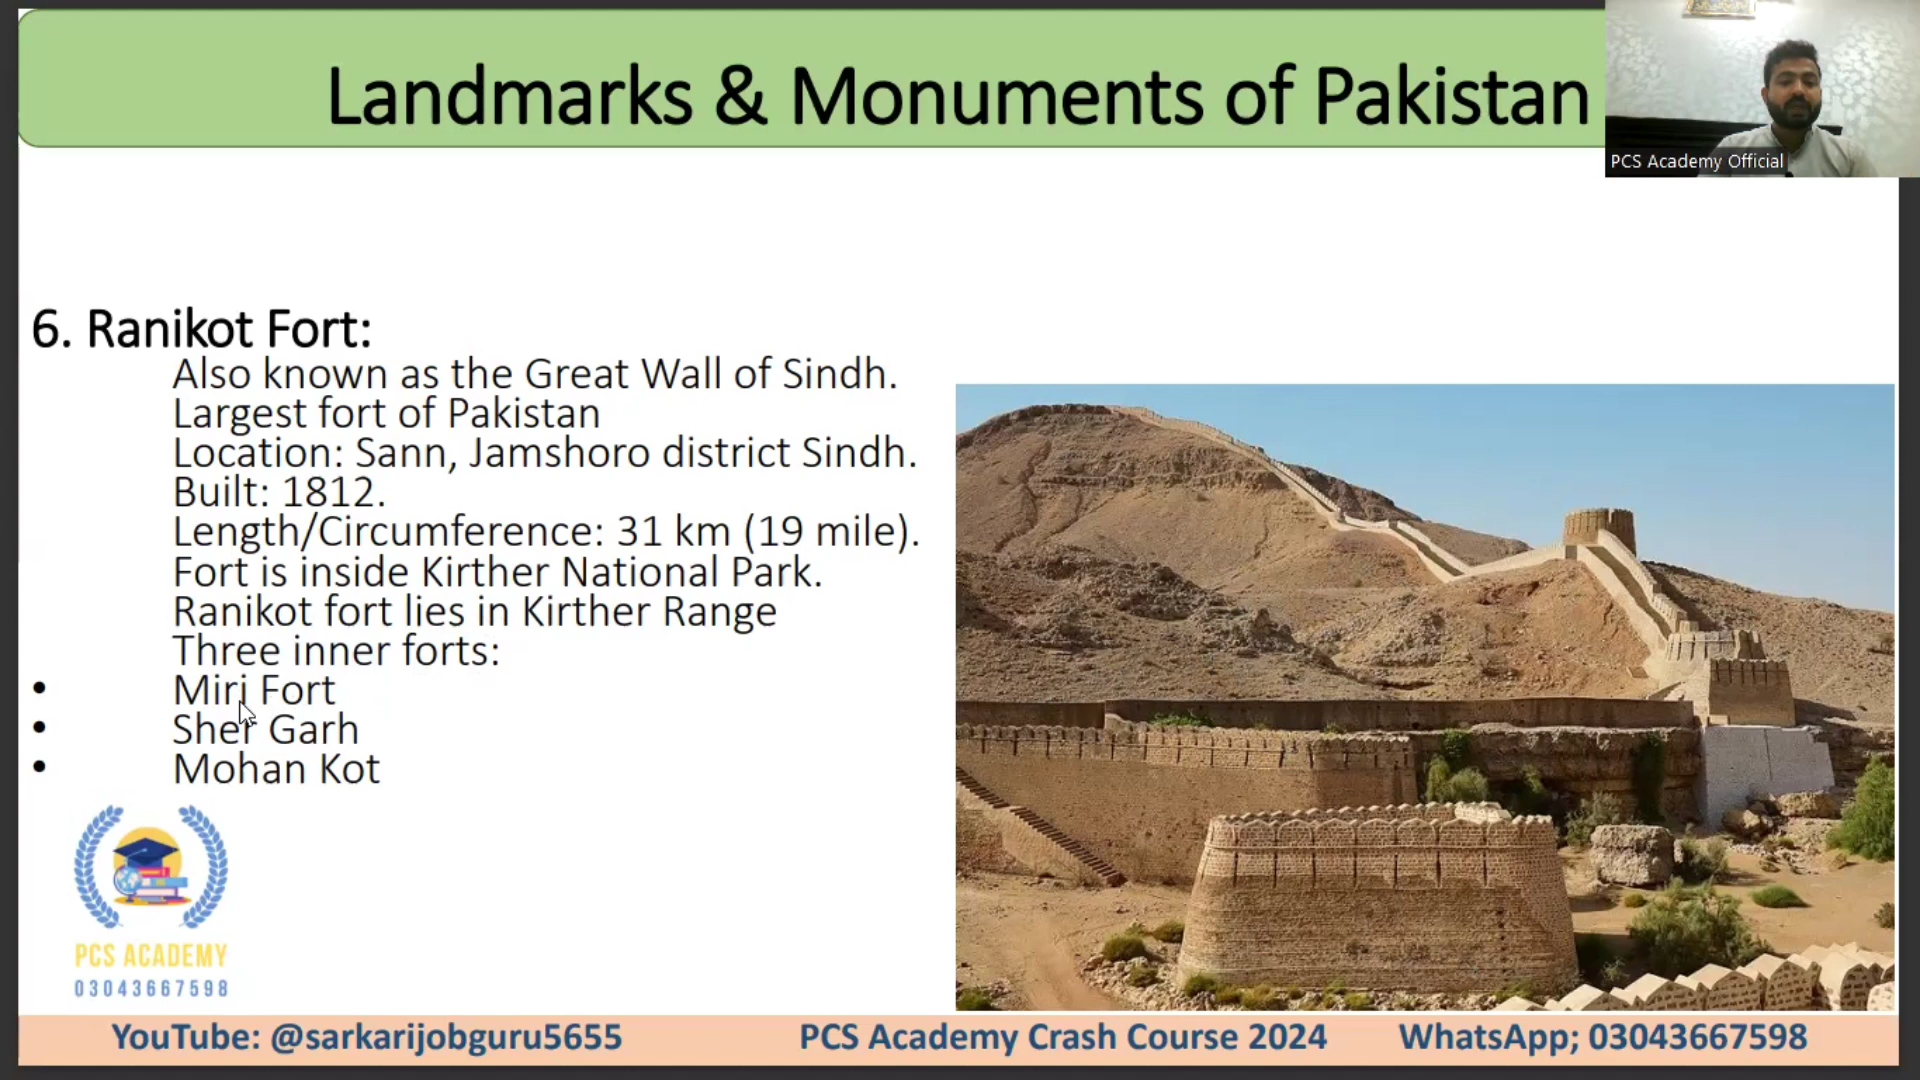 Landmarks & Monuments of Pakistan
PCS Academy Official
6. Ranikot Fort:
Also known as the Great Wall of Sindh.
Largest fort of Pakistan
Location: Sann, Jamshoro district Sindh.
Built: 1812.
Length/Circumference: 31 km (19 mile).
Fort is inside Kirther National Park.
Ranikot fort lies in Kirther Range
Three inner forts:
• Miri Fort
• Sher Garh
• Mohan Kot
PCS ACADEMY
03043667598
YouTube: @sarkarijobguru5655 PCS Academy Crash Course 2024 WhatsApp; 03043667598